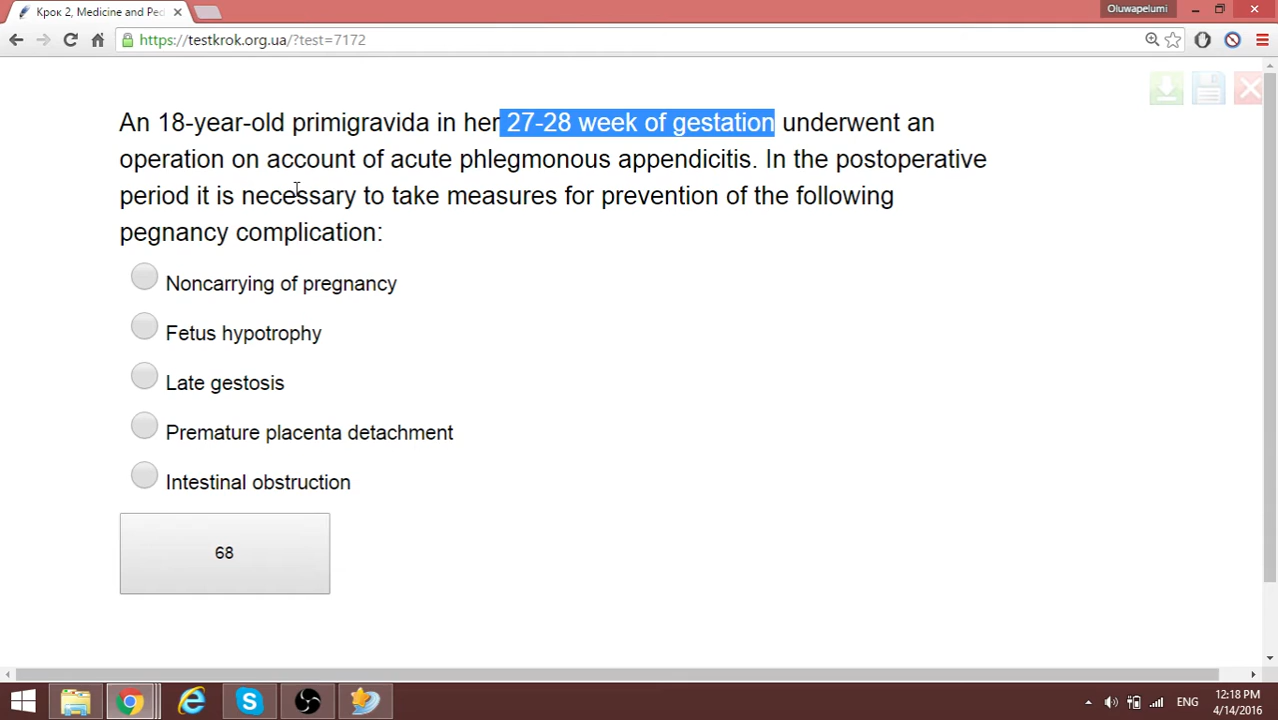 Крок 2, Medicine and Ped
Oluwapelumi
https://testkrok.org.ua/?test=7172
An 18-year-old primigravida in her 27-28 week of gestation underwent an
operation on account of acute phlegmonous appendicitis. In the postoperative
period it is necessary to take measures for prevention of the following
pegnancy complication:
Noncarrying of pregnancy
Fetus hypotrophy
Late gestosis
Premature placenta detachment
Intestinal obstruction
68
ENG
12:18 PM
4/14/2016